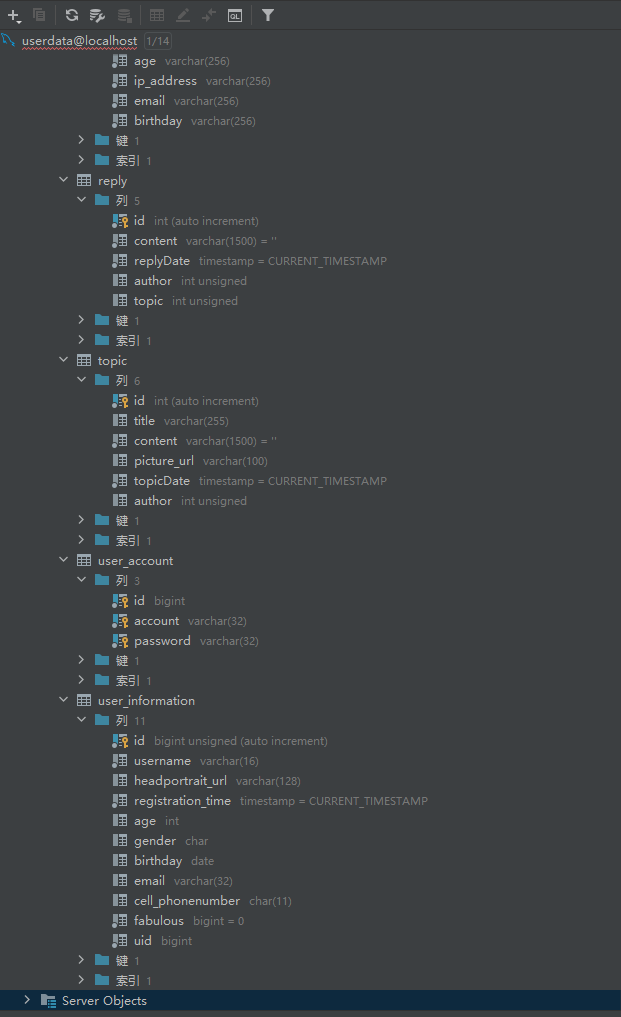 QL
userdata@localhost 1/14
age varchar(256)
ip_address varchar(256)
email varchar(256)
birthday varchar(256)
键 1
索引 1
reply
列 5
id int (auto increment)
content varchar(1500) = ''
replyDate timestamp = CURRENT_TIMESTAMP
author int unsigned
topic int unsigned
键 1
索引 1
topic
列 6
id int (auto increment)
title varchar(255)
content varchar(1500) = ''
picture_url varchar(100)
topicDate timestamp = CURRENT_TIMESTAMP
author int unsigned
键 1
索引 1
user_account
列 3
id bigint
account varchar(32)
password varchar(32)
键 1
索引 1
user_information
列 11
id bigint unsigned (auto increment)
username varchar(16)
headportrait_url varchar(128)
registration_time timestamp = CURRENT_TIMESTAMP
age int
gender char
birthday date
email varchar(32)
cell_phonenumber char(11)
fabulous bigint = 0
uid bigint
键 1
索引 1
Server Objects